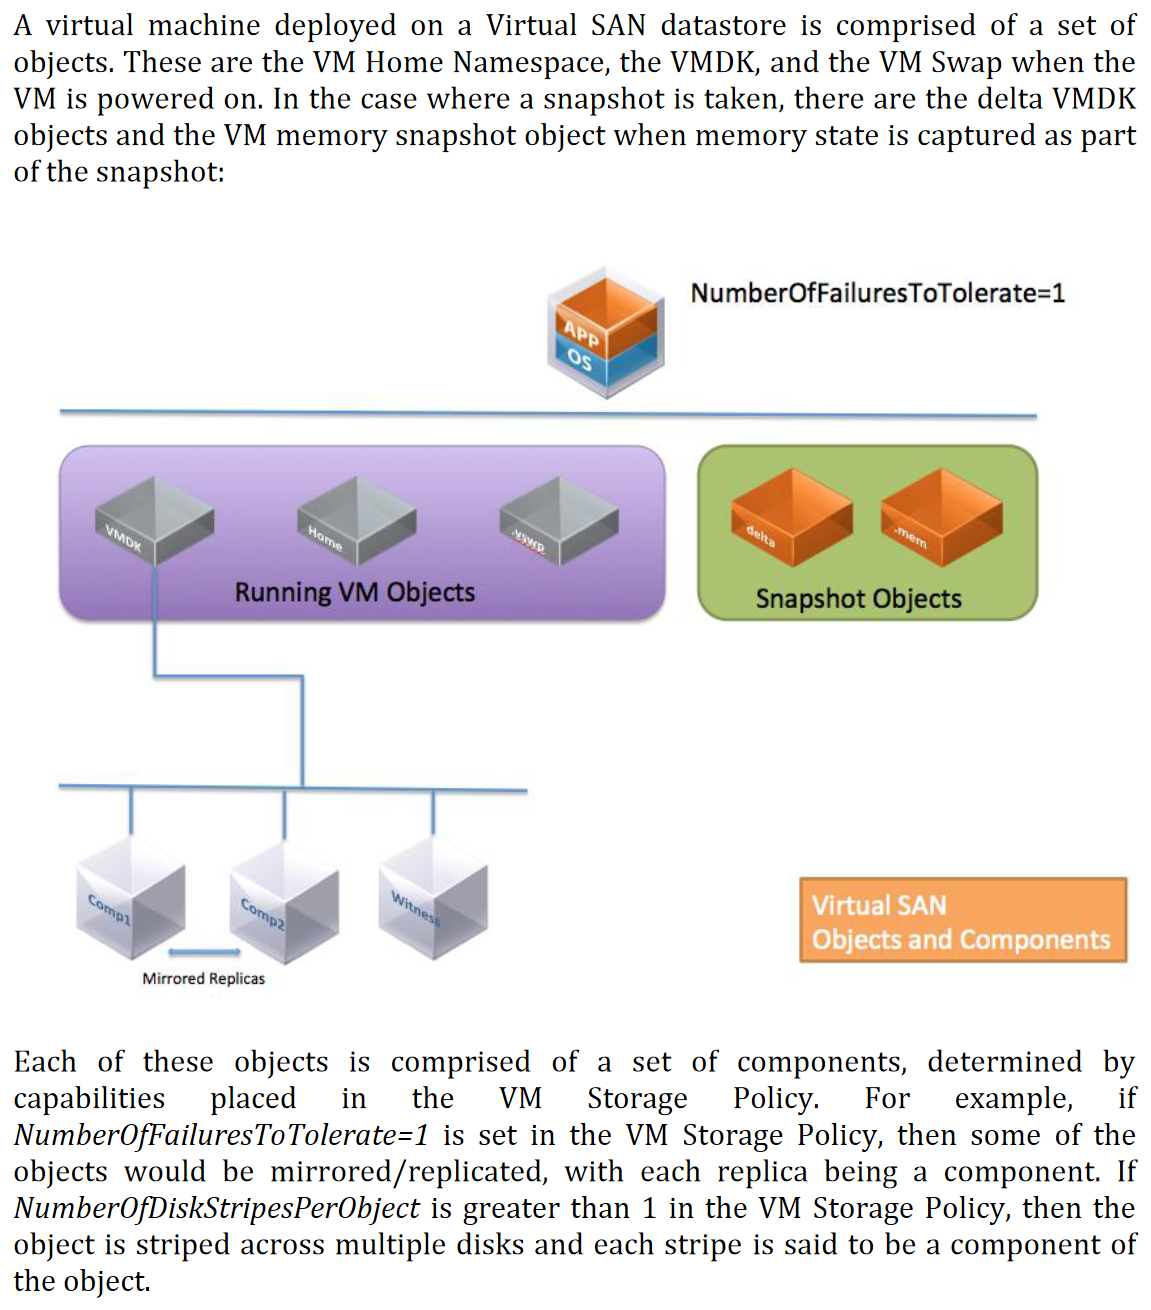 A virtual machine deployed on a Virtual SAN datastore is comprised of a set of
objects. These are the VM Home Namespace, the VMDK, and the VM Swap when the
VM is powered on. In the case where a snapshot is taken, there are the delta VMDK
objects and the VM memory snapshot object when memory state is captured as part
of the snapshot:
NumberOfFailuresToTolerate=1
APP
OS
VMDK
Home
.vswp
Running VM Objects
delta
.mem
Snapshot Objects
Comp1
Comp2
Witness
Mirrored Replicas
Virtual SAN
Objects and Components
Each of these objects is comprised of a set of components, determined by
capabilities placed in the VM Storage Policy. For example, if
NumberOfFailuresToTolerate=1 is set in the VM Storage Policy, then some of the
objects would be mirrored/replicated, with each replica being a component. If
NumberOfDiskStripesPerObject is greater than 1 in the VM Storage Policy, then the
object is striped across multiple disks and each stripe is said to be a component of
the object.